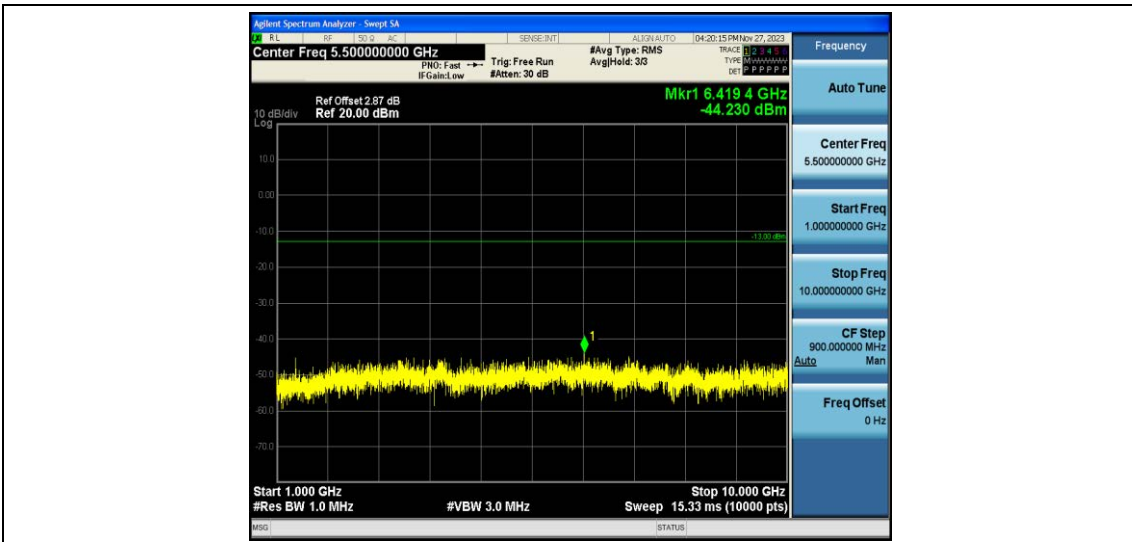 Agilent Spectrum Analyzer - Swept SA
RL RF 50 Ω AC SENSE:INT ALIGN AUTO 04:20:15 PM Nov 27, 2023
Center Freq 5.500000000 GHz
#Avg Type: RMS
TRACE 1 2 3 4 5 6
PNO: Fast Trig: Free Run Avg|Hold: 3/3 TYPE
IFGain:Low #Atten: 30 dB DET P P P P P P
Mkr1 6.419 4 GHz
-44.230 dBm
Ref Offset 2.87 dB
10 dB/div Ref 20.00 dBm
Log
10.0
0.00
-10.0
-13.00 dBm
-20.0
-30.0
-40.0
1
-50.0
-60.0
-70.0
Start 1.000 GHz Stop 10.000 GHz
#Res BW 1.0 MHz #VBW 3.0 MHz Sweep 15.33 ms (10000 pts)
MSG STATUS
Frequency
Auto Tune
Center Freq
5.500000000 GHz
Start Freq
1.000000000 GHz
Stop Freq
10.000000000 GHz
CF Step
900.000000 MHz
Auto Man
Freq Offset
0 Hz